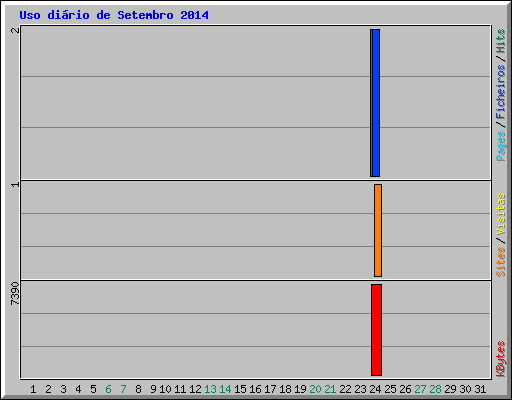 Uso diário de Setembro 2014
2
1
7390
Pages / Ficheiros / Hits
Sites / Visitas
KBytes
1 2 3 4 5 6 7 8 9 10 11 12 13 14 15 16 17 18 19 20 21 22 23 24 25 26 27 28 29 30 31